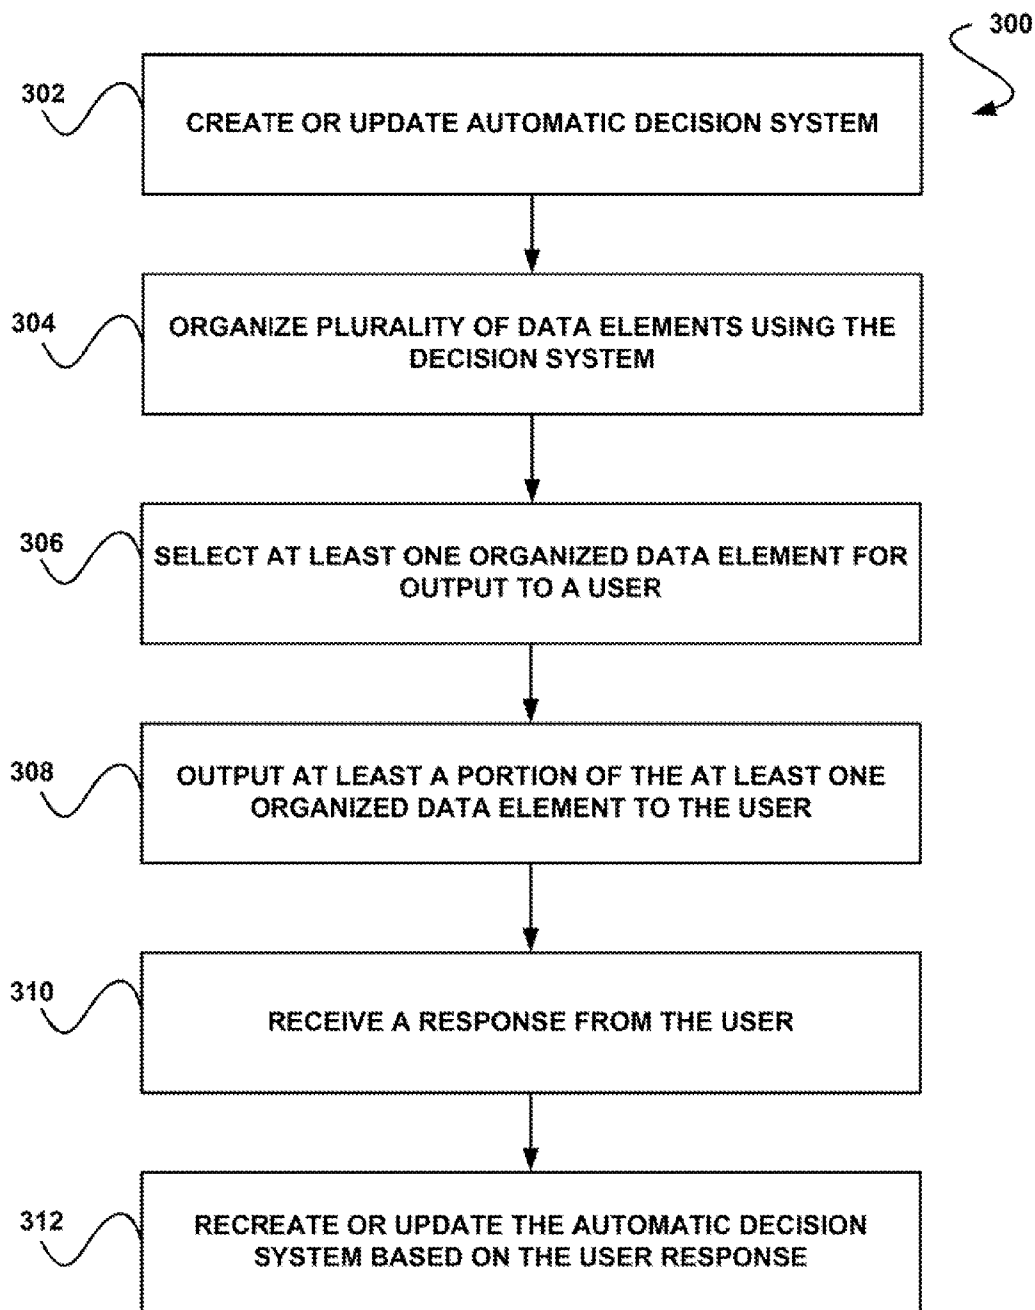 300
302
CREATE OR UPDATE AUTOMATIC DECISION SYSTEM
304
ORGANIZE PLURALITY OF DATA ELEMENTS USING THE
DECISION SYSTEM
306
SELECT AT LEAST ONE ORGANIZED DATA ELEMENT FOR
OUTPUT TO A USER
308
OUTPUT AT LEAST A PORTION OF THE AT LEAST ONE
ORGANIZED DATA ELEMENT TO THE USER
310
RECEIVE A RESPONSE FROM THE USER
312
RECREATE OR UPDATE THE AUTOMATIC DECISION
SYSTEM BASED ON THE USER RESPONSE